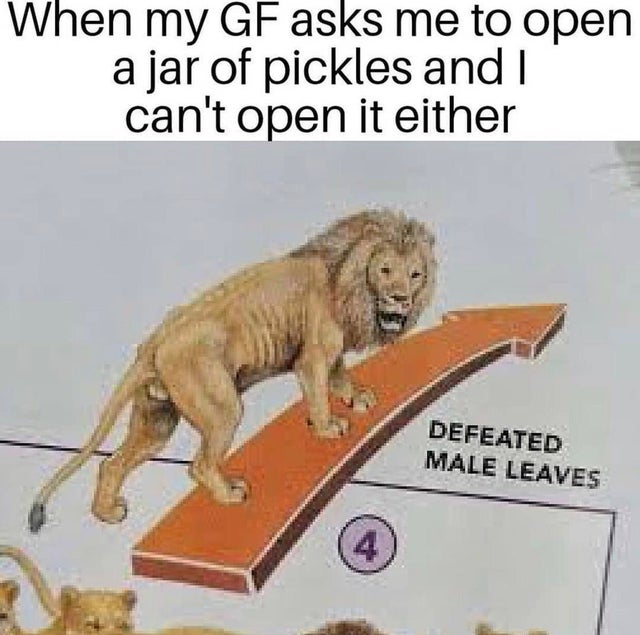 When my GF asks me to open
a jar of pickles and I
can't open it either
DEFEATED
MALE LEAVES
4